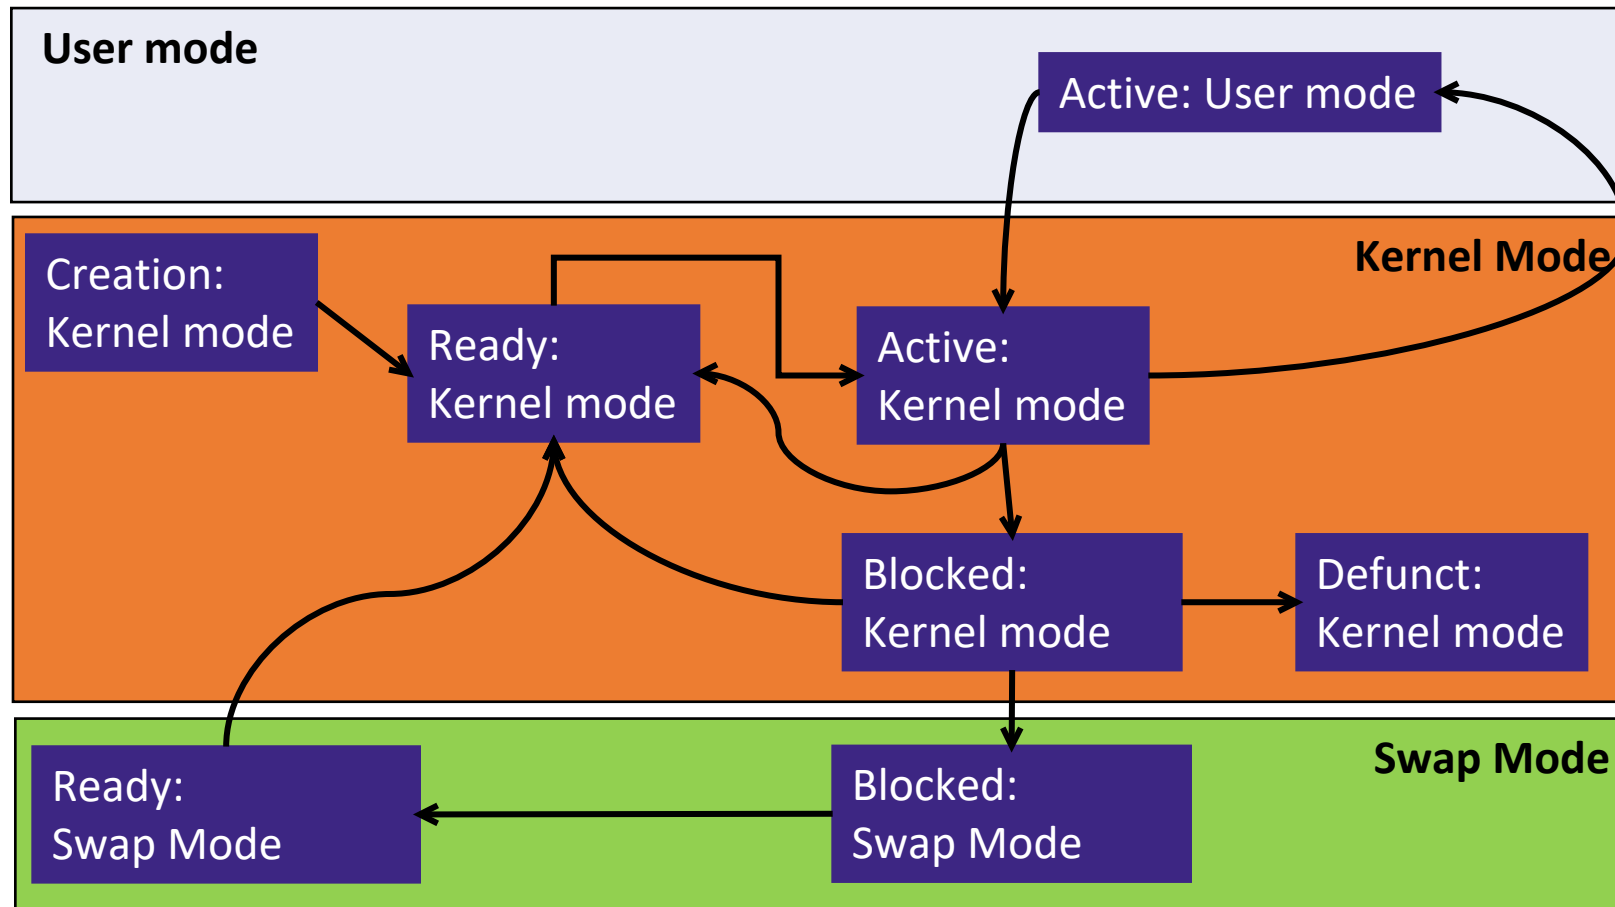 User mode
Active: User mode
Kernel Mode
Creation:
Kernel mode
Ready:
Kernel mode
Active:
Kernel mode
Blocked:
Kernel mode
Defunct:
Kernel mode
Swap Mode
Ready:
Swap Mode
Blocked:
Swap Mode